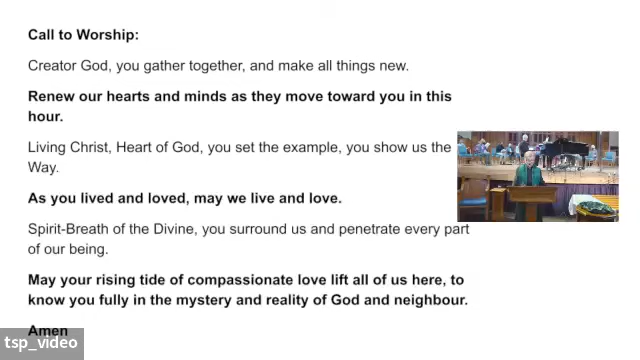 Call to Worship:
Creator God, you gather together, and make all things new.
Renew our hearts and minds as they move toward you in this
hour.
Living Christ, Heart of God, you set the example, you show us the
Way.
As you lived and loved, may we live and love.
Spirit-Breath of the Divine, you surround us and penetrate every part
of our being.
May your rising tide of compassionate love lift all of us here, to
know you fully in the mystery and reality of God and neighbour.
Amen
tsp_video